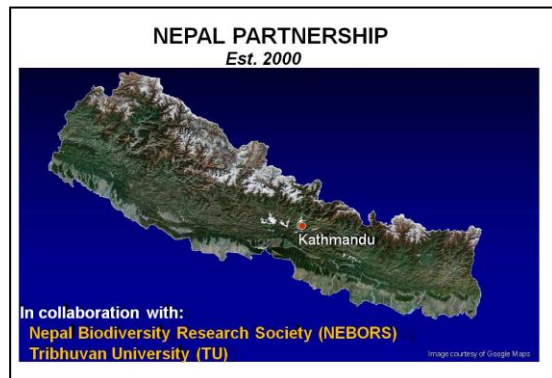 NEPAL PARTNERSHIP
Est. 2000
Kathmandu
In collaboration with:
Nepal Biodiversity Research Society (NEBORS)
Tribhuvan University (TU)
Image courtesy of Google Maps